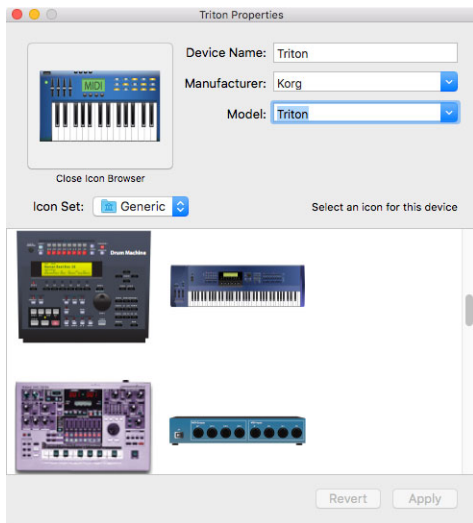 Triton Properties
Device Name: Triton
Manufacturer: Korg
Model: Triton
MIDI
Close Icon Browser
Icon Set: Generic
Select an icon for this device
Drum Machine
Revert Apply